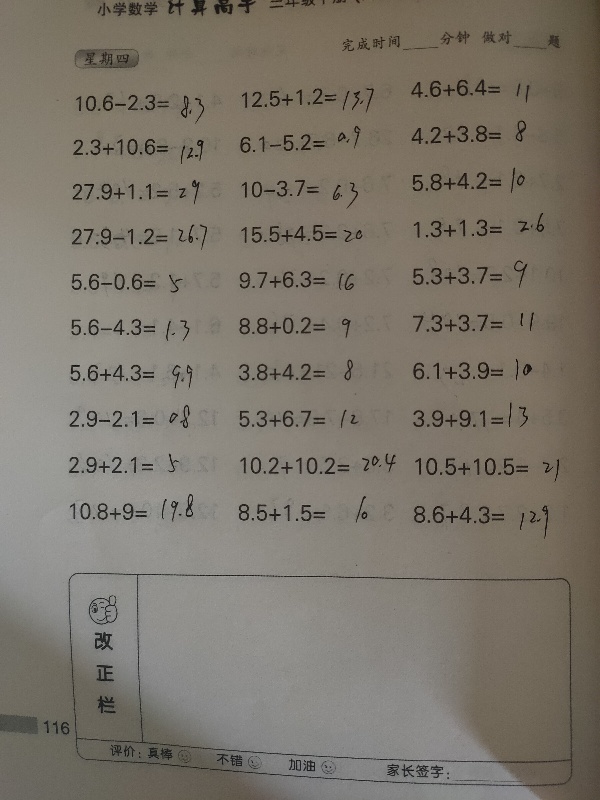 小学数学 计算高手 三年级下册
完成时间____分钟 做对____题
星期四
10.6-2.3= 8.3 12.5+1.2= 13.7 4.6+6.4= 11
2.3+10.6= 12.9 6.1-5.2= 0.9 4.2+3.8= 8
27.9+1.1= 29 10-3.7= 6.3 5.8+4.2= 10
27.9-1.2= 26.7 15.5+4.5= 20 1.3+1.3= 2.6
5.6-0.6= 5 9.7+6.3= 16 5.3+3.7= 9
5.6-4.3= 1.3 8.8+0.2= 9 7.3+3.7= 11
5.6+4.3= 9.9 3.8+4.2= 8 6.1+3.9= 10
2.9-2.1= 08 5.3+6.7= 12 3.9+9.1= 13
2.9+2.1= 5 10.2+10.2= 20.4 10.5+10.5= 21
10.8+9= 19.8 8.5+1.5= 10 8.6+4.3= 12.9
改
正
栏
116
评价: 真棒 不错 加油 家长签字:____